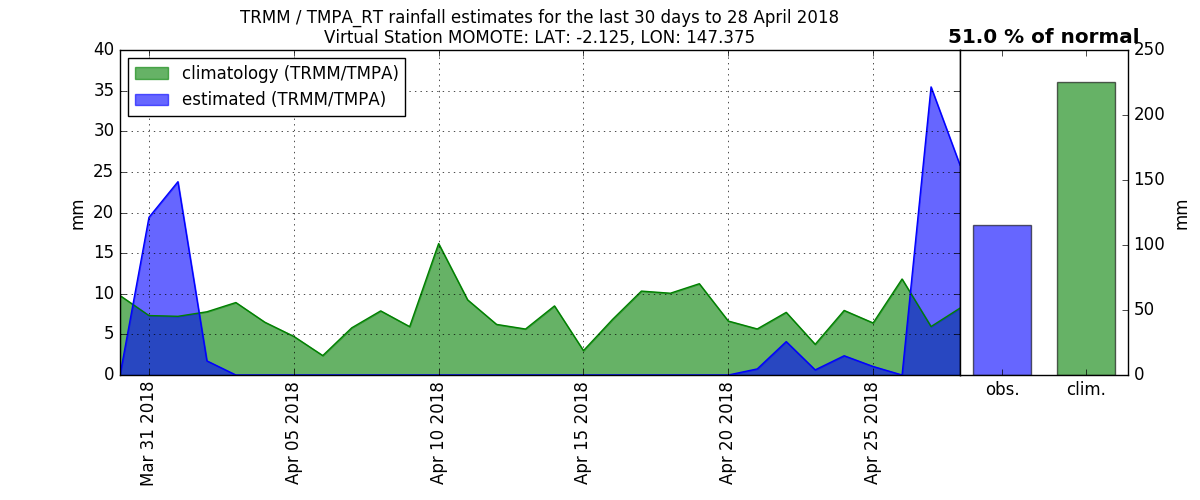 TRMM / TMPA_RT rainfall estimates for the last 30 days to 28 April 2018
Virtual Station MOMOTE: LAT: -2.125, LON: 147.375
51.0 % of normal
climatology (TRMM/TMPA)
estimated (TRMM/TMPA)
40
35
30
25
20
15
10
5
0
mm
Mar 31 2018
Apr 05 2018
Apr 10 2018
Apr 15 2018
Apr 20 2018
Apr 25 2018
obs.
clim.
250
200
150
100
50
0
mm